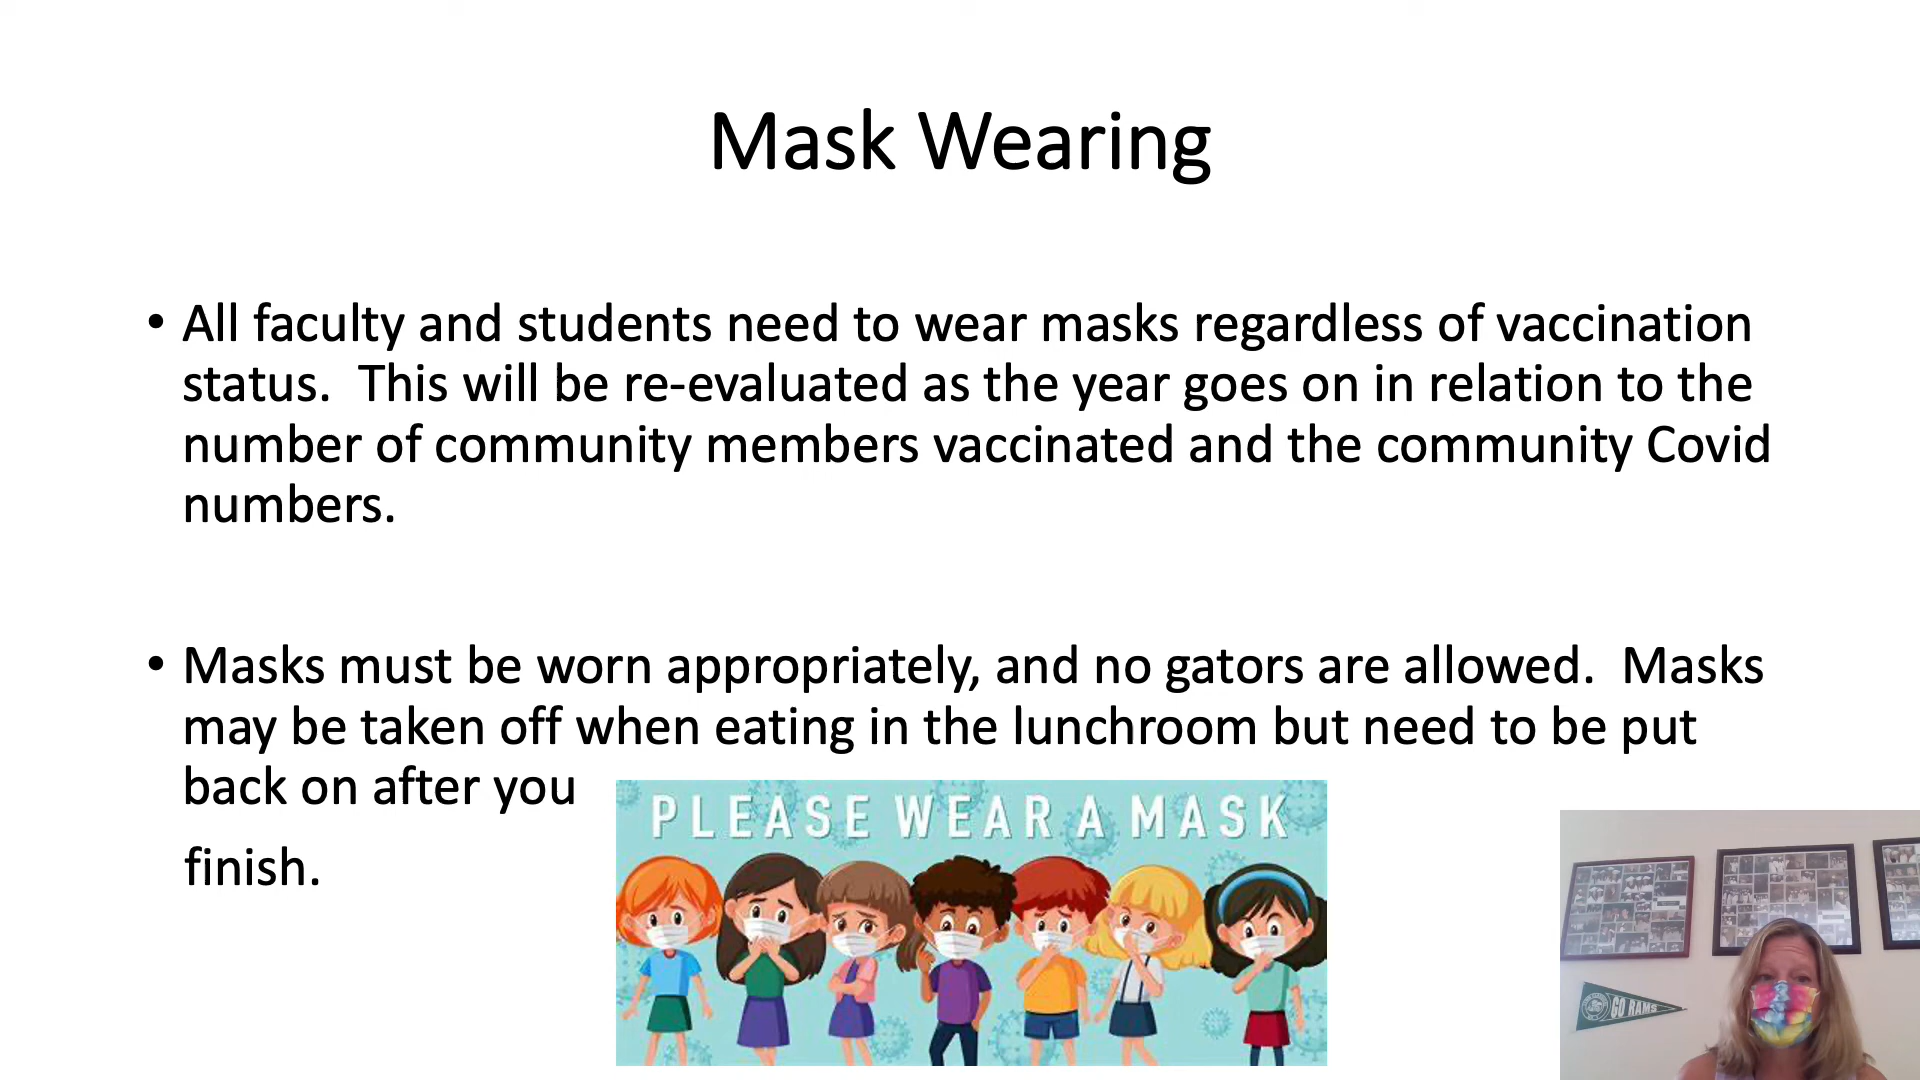 Mask Wearing
• All faculty and students need to wear masks regardless of vaccination
status.  This will be re-evaluated as the year goes on in relation to the
number of community members vaccinated and the community Covid
numbers.
• Masks must be worn appropriately, and no gators are allowed.  Masks
may be taken off when eating in the lunchroom but need to be put
back on after you
finish.
PLEASE WEAR A MASK
GO RAMS